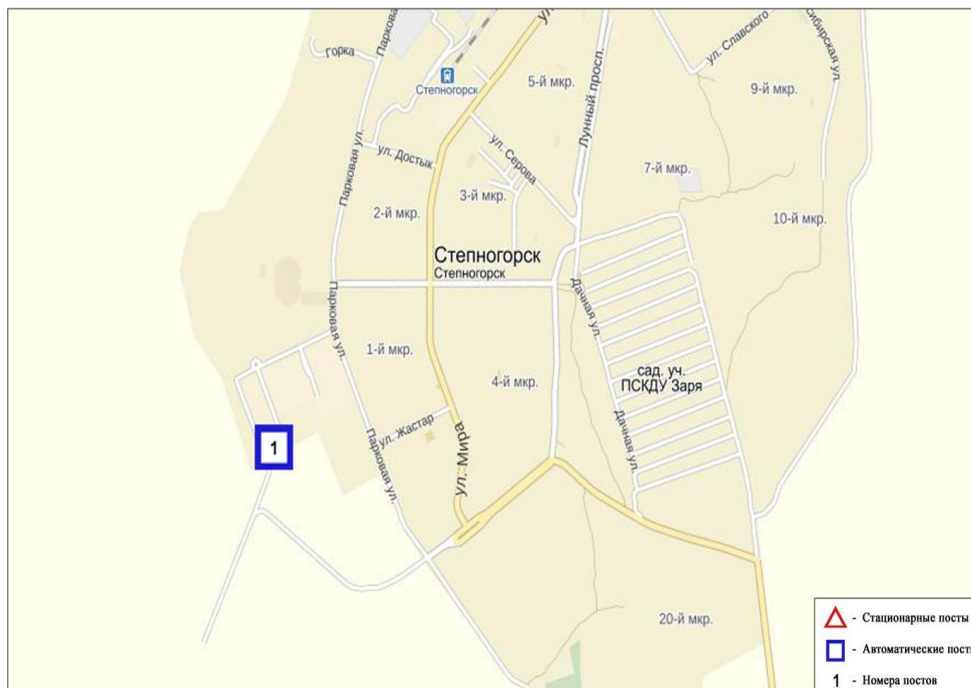 Горка
Паркова
ул.
Степногорск
5-й мкр.
Лунный просп.
ул. Славского
сибирская ул.
9-й мкр.
ул. Достык
ул. Серова
Парковая ул.
3-й мкр.
7-й мкр.
2-й мкр.
10-й мкр.
Степногорск
Степногорск
Парковая ул.
Дачная ул.
1-й мкр.
4-й мкр.
сад. уч.
ПСКДУ Заря
ул. Жастар
Дачная ул.
1
ул. Мира
Парковая ул.
20-й мкр.
- Стационарные посты
- Автоматические посты
1 - Номера постов